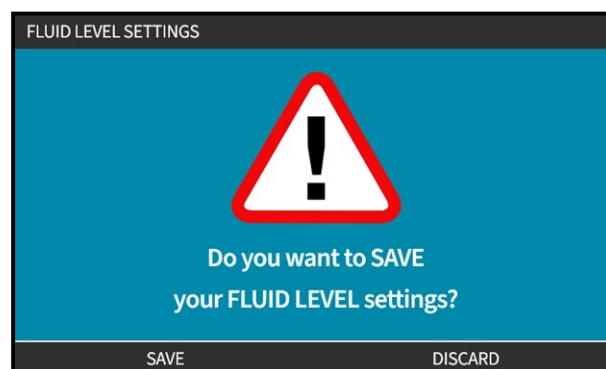 FLUID LEVEL SETTINGS
!
Do you want to SAVE
your FLUID LEVEL settings?
SAVE DISCARD